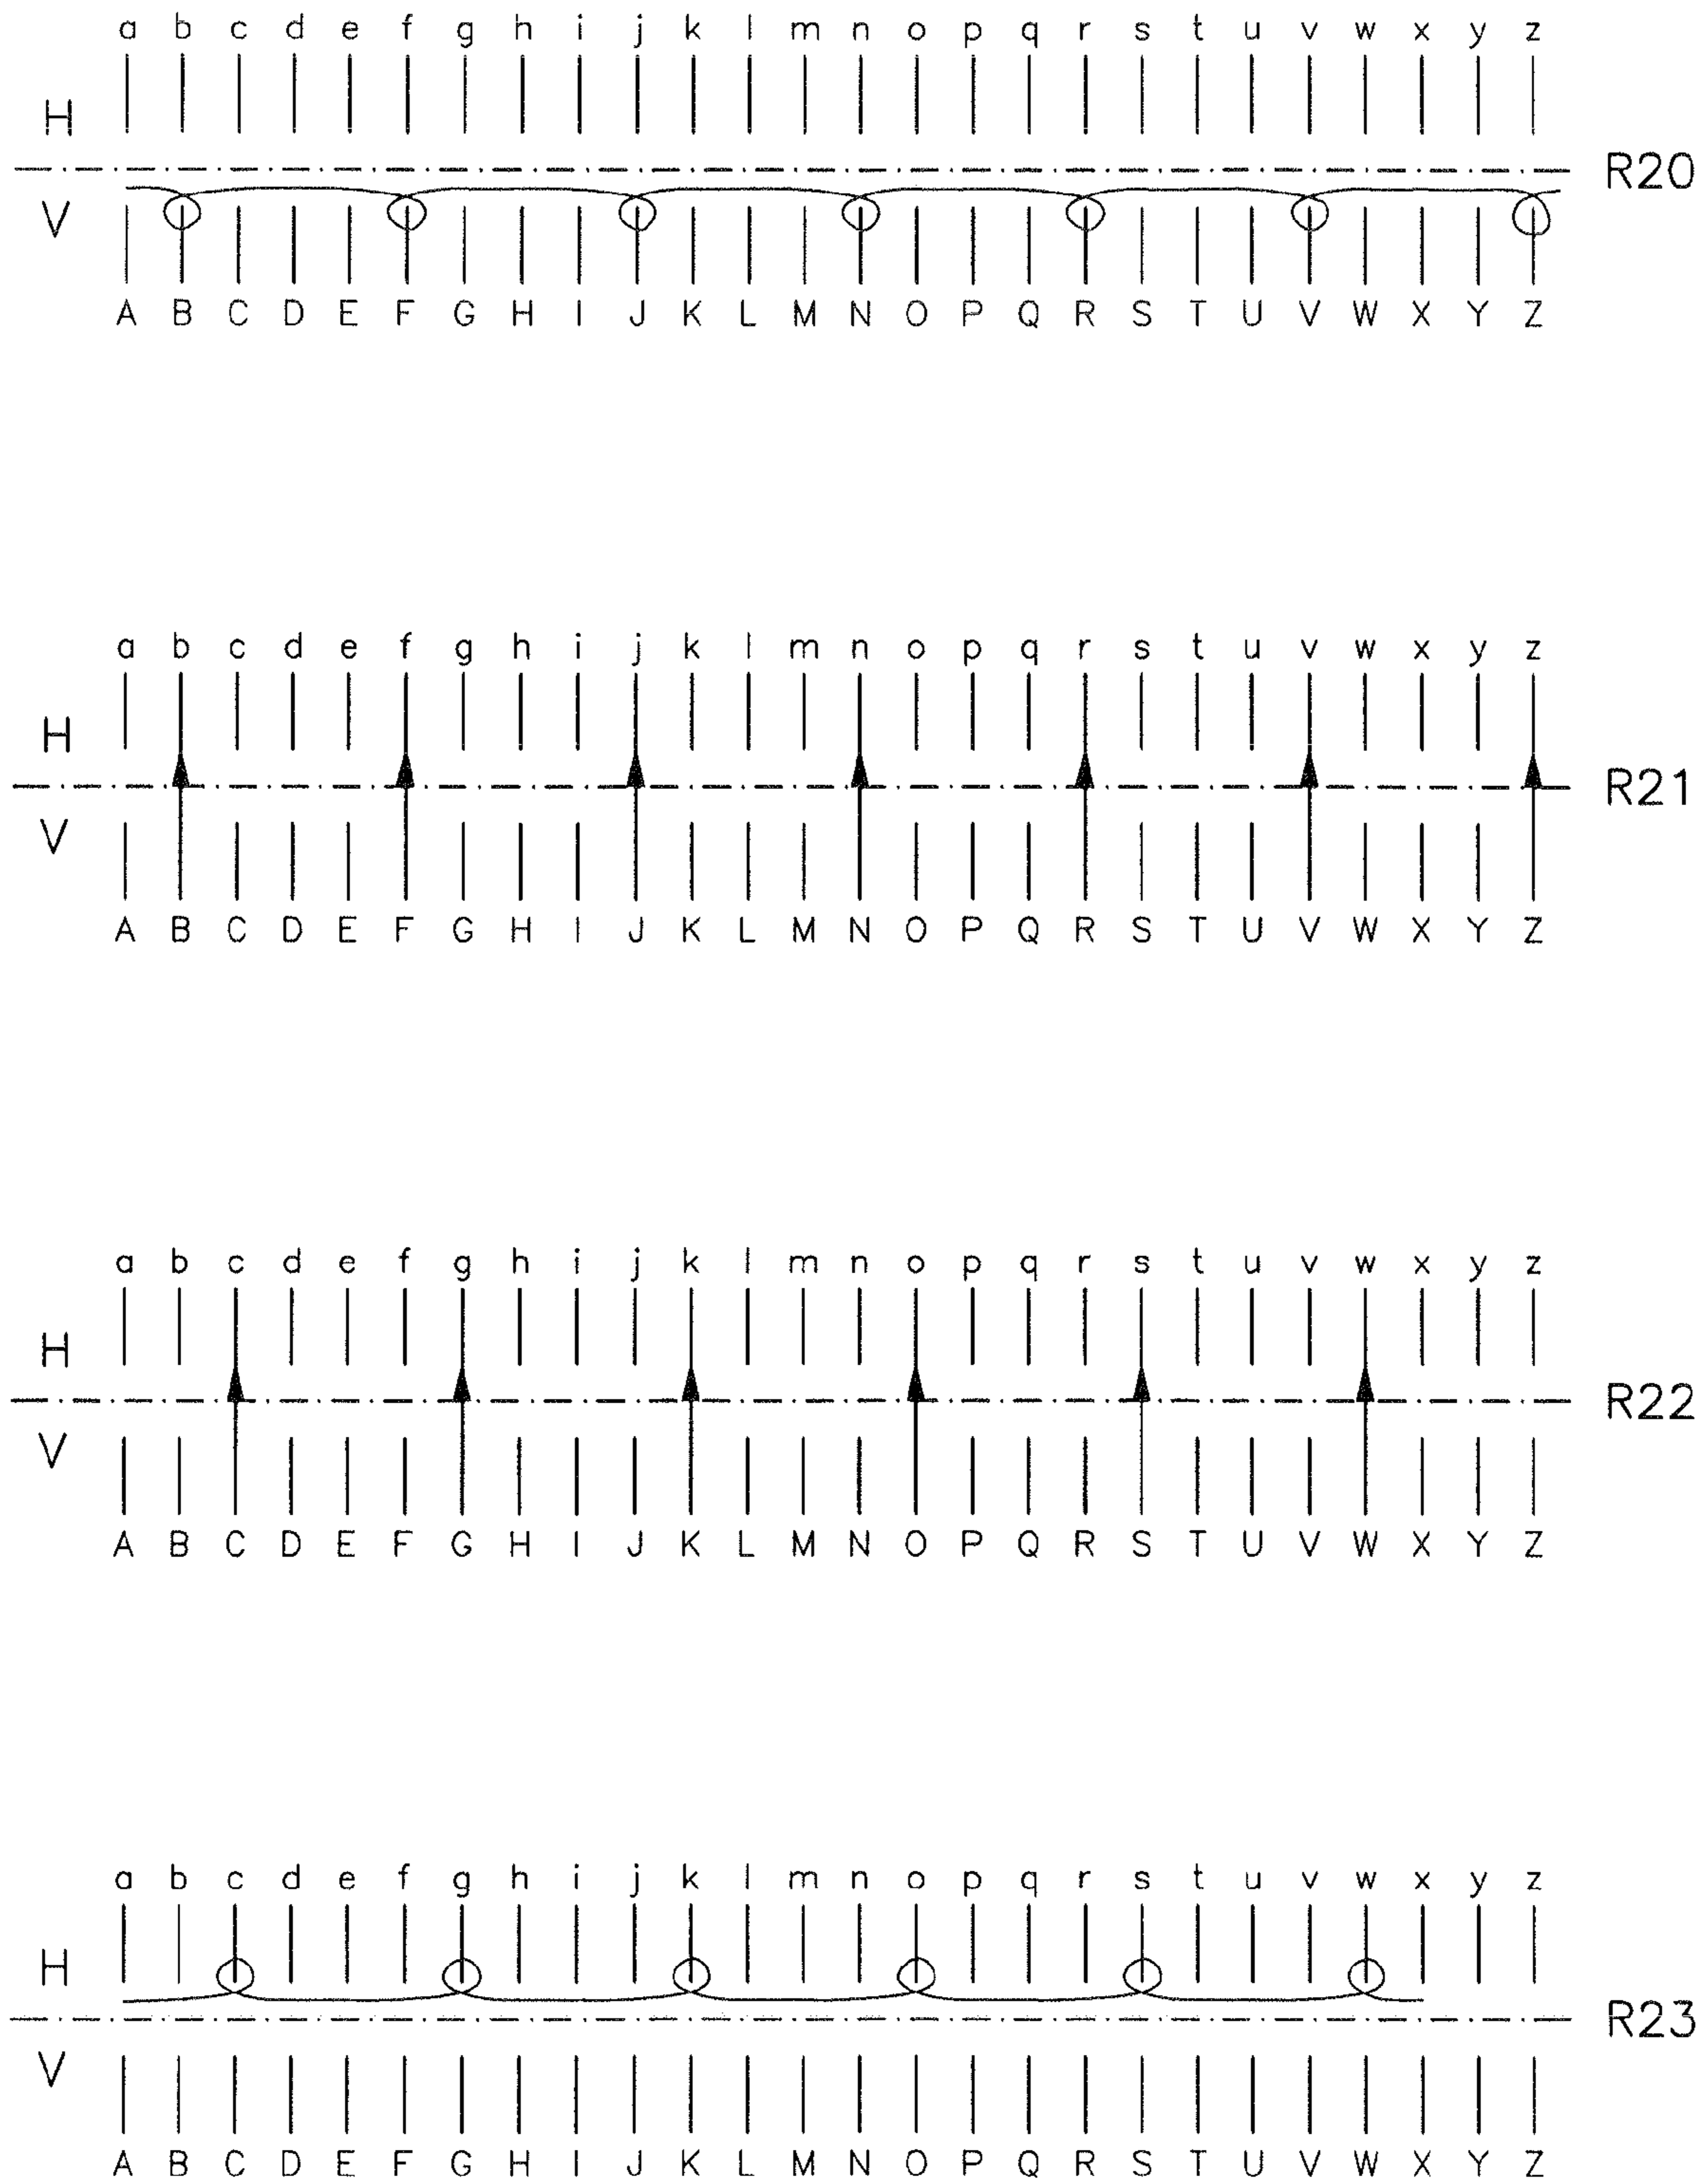 a b c d e f g h i j k l m n o p q r s t u v w x y z
H
R20
V
A B C D E F G H I J K L M N O P Q R S T U V W X Y Z
a b c d e f g h i j k l m n o p q r s t u v w x y z
H
R21
V
A B C D E F G H I J K L M N O P Q R S T U V W X Y Z
a b c d e f g h i j k l m n o p q r s t u v w x y z
H
R22
V
A B C D E F G H I J K L M N O P Q R S T U V W X Y Z
a b c d e f g h i j k l m n o p q r s t u v w x y z
H
R23
V
A B C D E F G H I J K L M N O P Q R S T U V W X Y Z